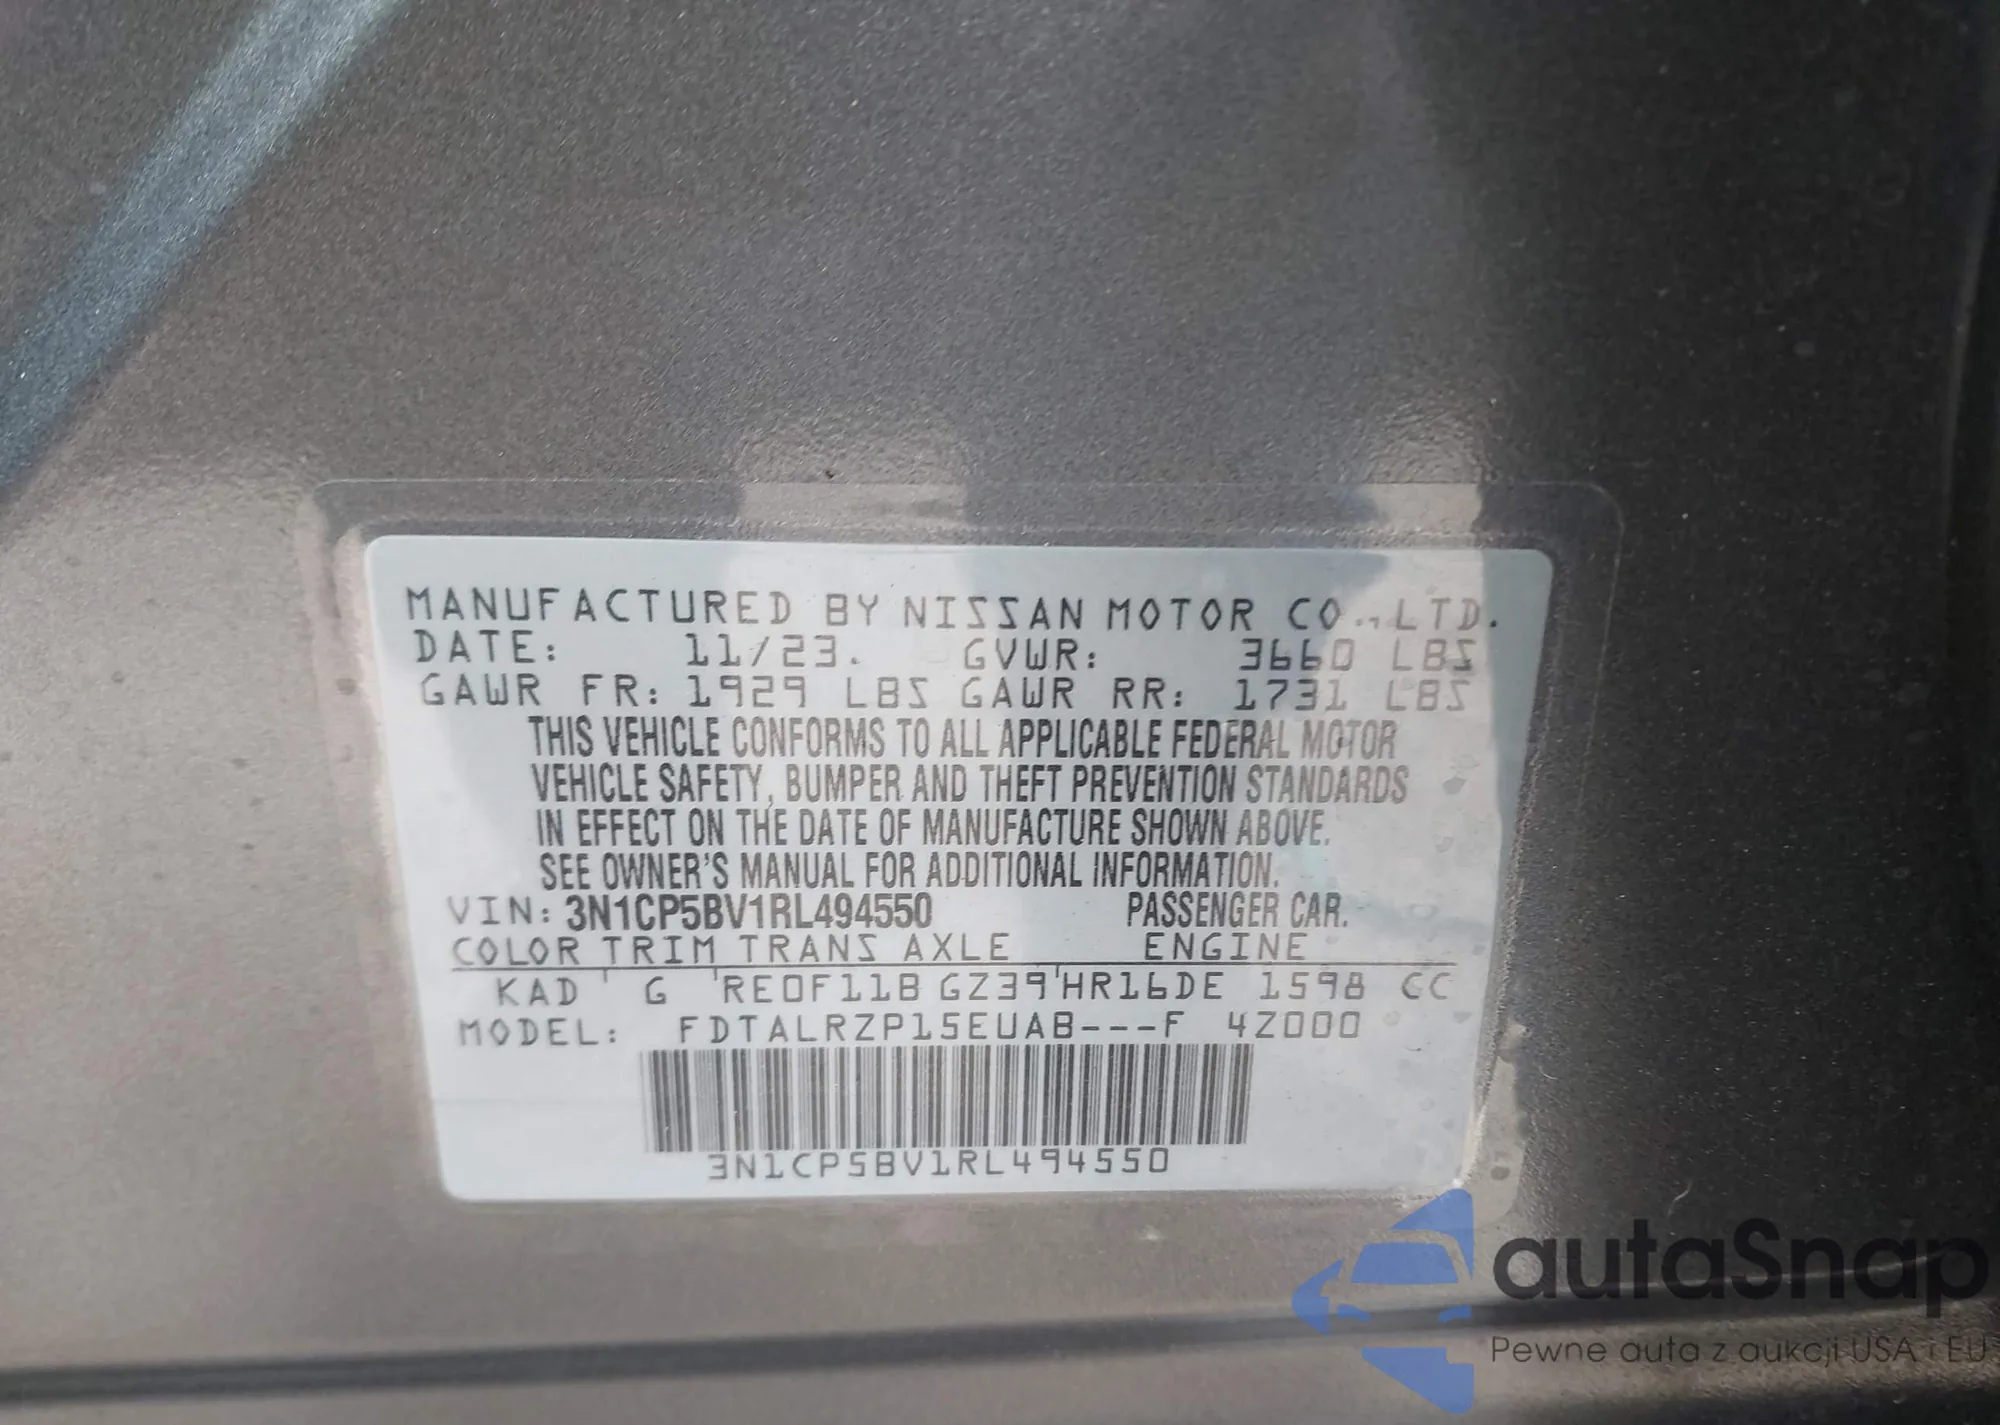 MANUFACTURED BY NISSAN MOTOR CO., LTD.
DATE: 11/23. GVWR: 3660 LBS
GAWR FR: 1929 LBS GAWR RR: 1731 LBS
THIS VEHICLE CONFORMS TO ALL APPLICABLE FEDERAL MOTOR
VEHICLE SAFETY, BUMPER AND THEFT PREVENTION STANDARDS
IN EFFECT ON THE DATE OF MANUFACTURE SHOWN ABOVE.
SEE OWNER'S MANUAL FOR ADDITIONAL INFORMATION.
VIN: 3N1CP5BV1RL494550 PASSENGER CAR.
COLOR TRIM TRANS AXLE ENGINE
KAD G RE0F11B GZ39 HR16DE 1598 CC
MODEL: FDTALRZP15EUAB---F 4Z000
3N1CP5BV1RL494550
autaSnap
Pewne auta z aukcji USA i EU